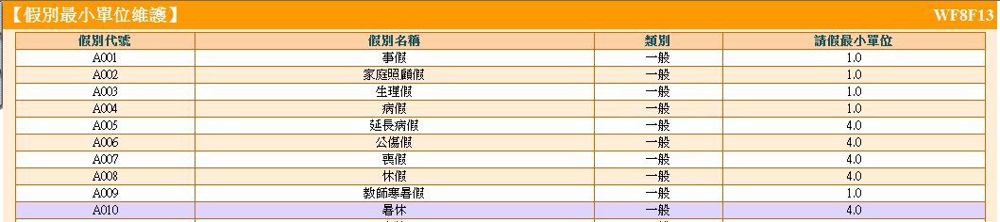 【假別最小單位維護】 WF8F13
假別代號 假別名稱 類別 請假最小單位
A001 事假 一般 1.0
A002 家庭照顧假 一般 1.0
A003 生理假 一般 1.0
A004 病假 一般 1.0
A005 延長病假 一般 4.0
A006 公傷假 一般 4.0
A007 喪假 一般 4.0
A008 休假 一般 4.0
A009 教師寒暑假 一般 1.0
A010 暑休 一般 4.0